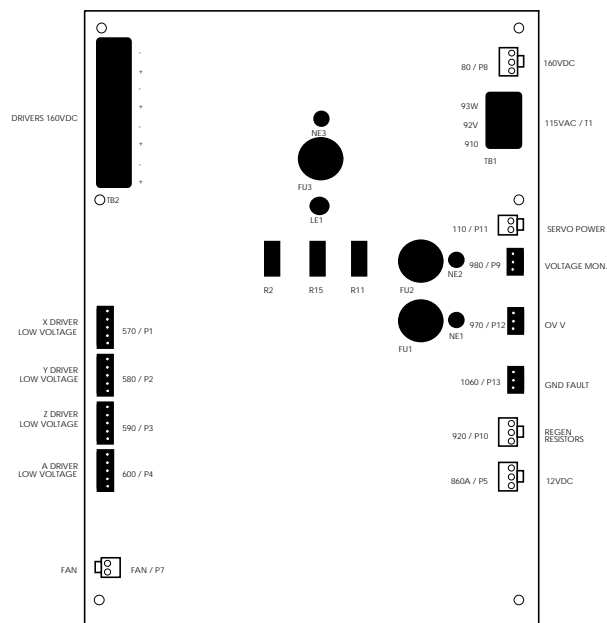 80 / P8
160VDC
-
+
-
+
-
+
-
+
DRIVERS 160VDC
93W
92V
910
115VAC / T1
TB1
NE3
FU3
TB2
LE1
110 / P11
SERVO POWER
980 / P9
VOLTAGE MON.
NE2
R2
R15
R11
FU2
X DRIVER
LOW VOLTAGE
570 / P1
970 / P12
OV V
NE1
FU1
Y DRIVER
LOW VOLTAGE
580 / P2
1060 / P13
GND FAULT
Z DRIVER
LOW VOLTAGE
590 / P3
920 / P10
REGEN
RESISTORS
A DRIVER
LOW VOLTAGE
600 / P4
860A / P5
12VDC
FAN
FAN / P7